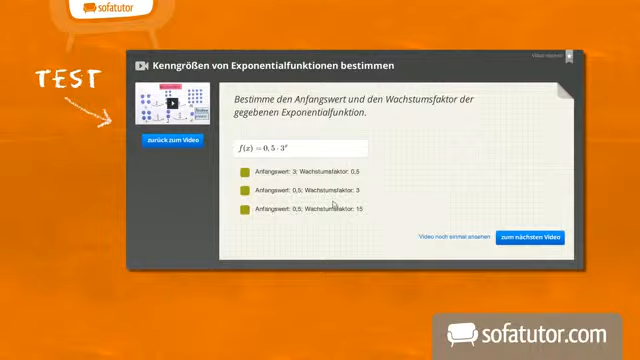 sofatutor
TEST
Kenngrößen von Exponentialfunktionen bestimmen
zurück zum Video
Bestimme den Anfangswert und den Wachstumsfaktor der
gegebenen Exponentialfunktion.
f(x) = 0,5 · 3ˣ
Anfangswert: 3; Wachstumsfaktor: 0,5
Anfangswert: 0,5; Wachstumsfaktor: 3
Anfangswert: 0,5; Wachstumsfaktor: 15
Video noch einmal ansehen
zum nächsten Video
sofatutor.com